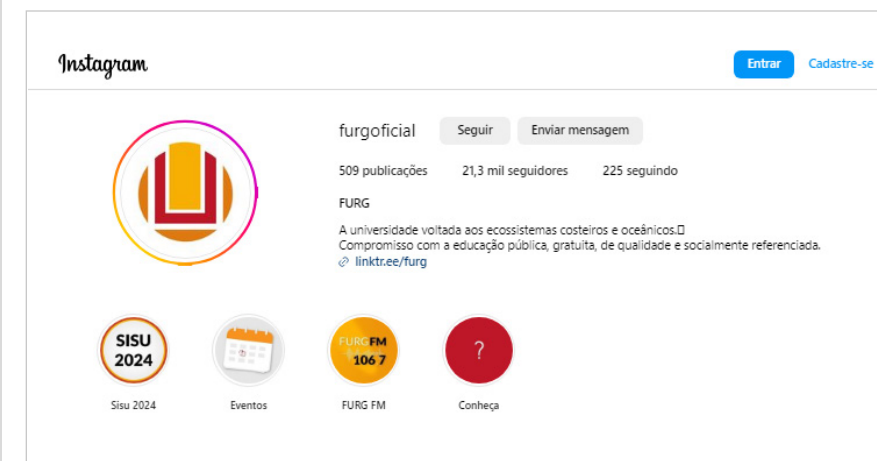 Instagram
Entrar Cadastre-se
furgoficial Seguir Enviar mensagem
509 publicações 21,3 mil seguidores 225 seguindo
FURG
A universidade voltada aos ecossistemas costeiros e oceânicos.
Compromisso com a educação pública, gratuita, de qualidade e socialmente referenciada.
linktr.ee/furg
SISU
2024
FURG FM
106 7
?
Sisu 2024 Eventos FURG FM Conheça